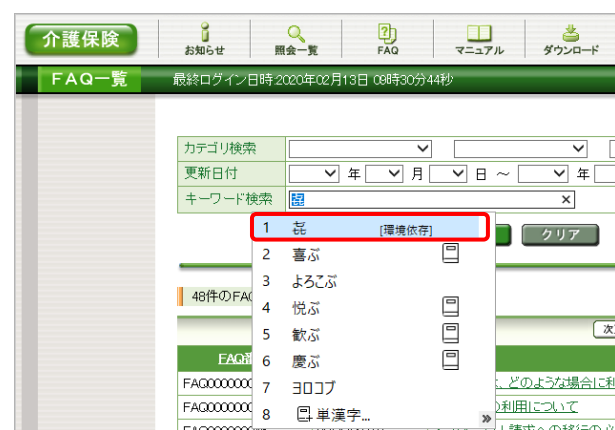 介護保険
お知らせ 照会一覧 FAQ マニュアル ダウンロード
FAQ一覧 最終ログイン日時:2020年02月13日 09時30分44秒
カテゴリ検索
更新日付 年 月 日 ～ 年
キーワード検索 㐂 ×
1 㐂 [環境依存]
クリア
2 喜ぶ
3 よろこぶ
48件のFA
4 悦ぶ
5 歓ぶ 次
6 慶ぶ
FAQ番
7 ヨロコブ
FAQ0000000 、どのような場合に利
8 単漢字... »
FAQ0000000 の利用について